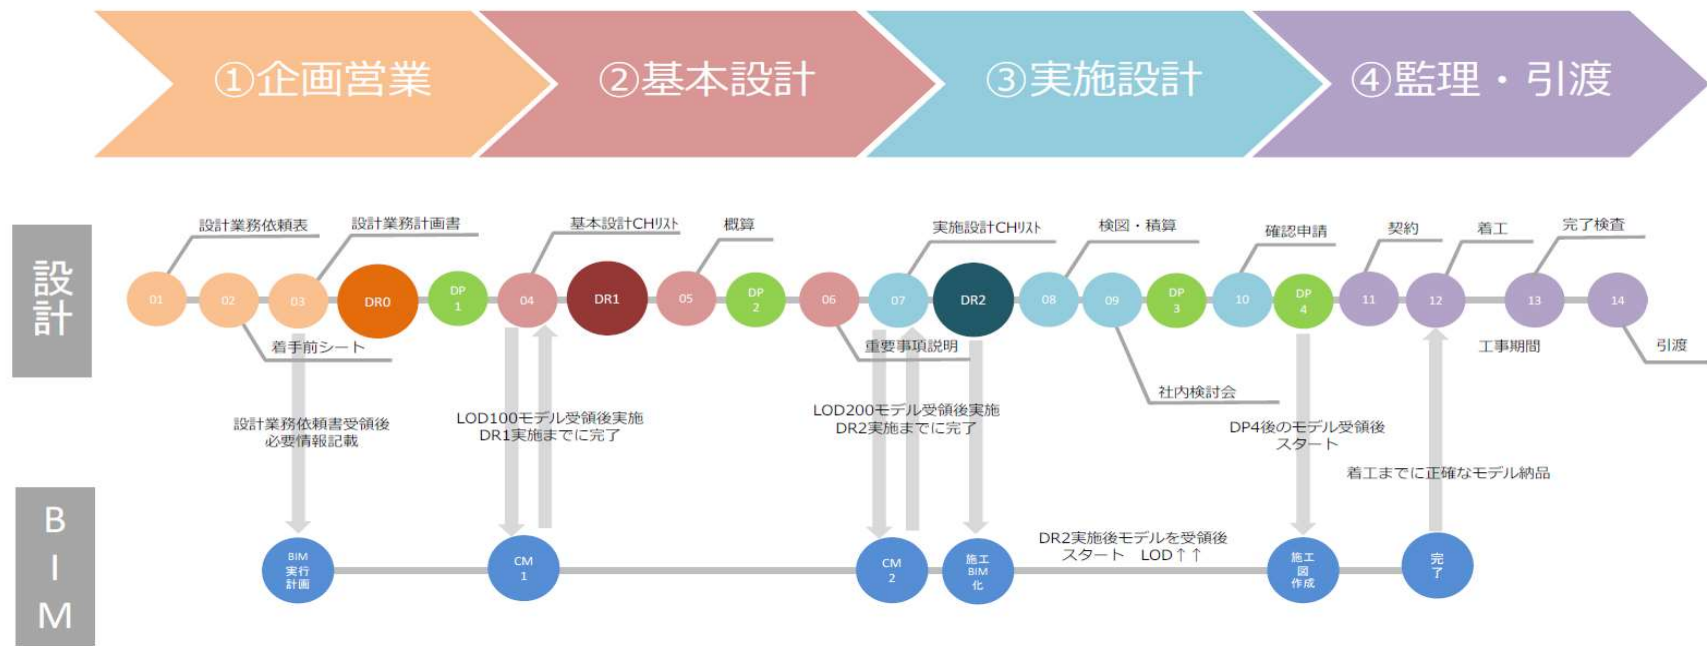 ①企画営業
②基本設計
③実施設計
④監理・引渡
設計
設計業務依頼表
設計業務計画書
基本設計CHリスト
概算
実施設計CHリスト
検図・積算
確認申請
契約
着工
完了検査
01
02
03
DR0
DP
1
04
DR1
05
DP
2
06
07
DR2
08
09
DP
3
10
DP
4
11
12
13
14
着手前シート
重要事項説明
社内検討会
工事期間
引渡
設計業務依頼書受領後
必要情報記載
LOD100モデル受領後実施
DR1実施までに完了
LOD200モデル受領後実施
DR2実施までに完了
DP4後のモデル受領後
スタート
着工までに正確なモデル納品
BIM
DR2実施後モデルを受領後
スタート　LOD↑↑
BIM
実行
計画
CM
1
CM
2
施工
BIM
化
施工
図
作成
完
了